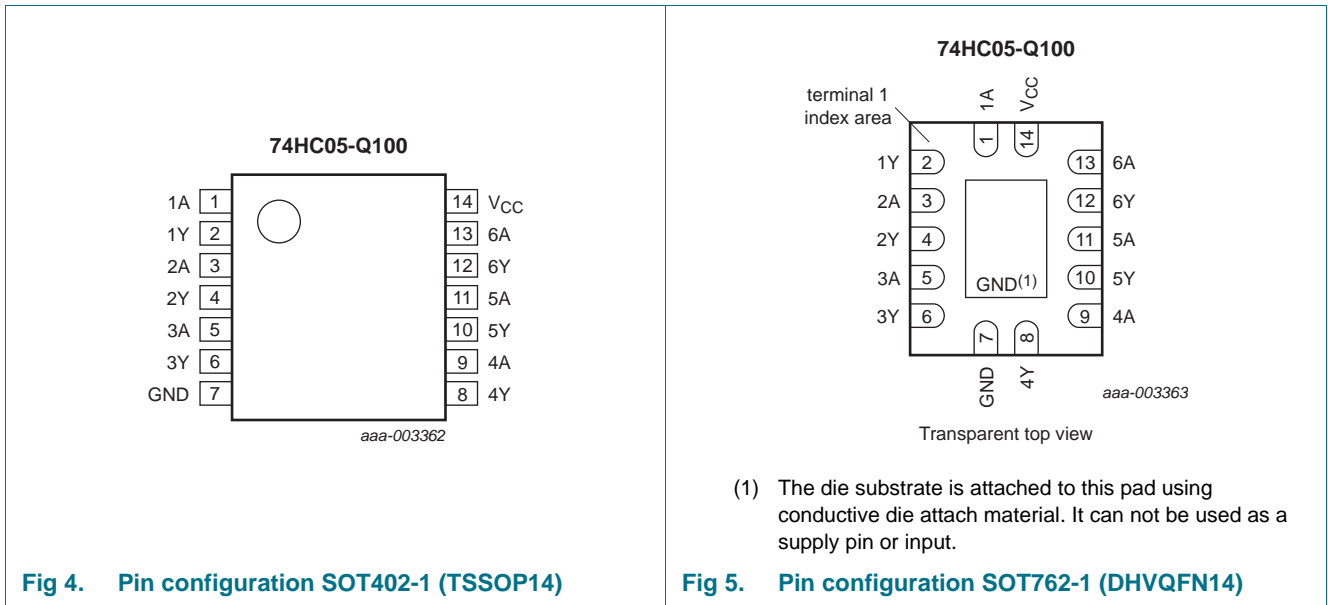 74HC05-Q100
1A 1 14 VCC
1Y 2 13 6A
2A 3 12 6Y
2Y 4 11 5A
3A 5 10 5Y
3Y 6 9 4A
GND 7 8 4Y
aaa-003362
Fig 4. Pin configuration SOT402-1 (TSSOP14)
74HC05-Q100
terminal 1
index area
1A VCC
1 14
1Y 2 13 6A
2A 3 12 6Y
2Y 4 11 5A
3A 5 10 5Y
GND(1)
3Y 6 9 4A
7 8
GND 4Y
aaa-003363
Transparent top view
(1) The die substrate is attached to this pad using
conductive die attach material. It can not be used as a
supply pin or input.
Fig 5. Pin configuration SOT762-1 (DHVQFN14)